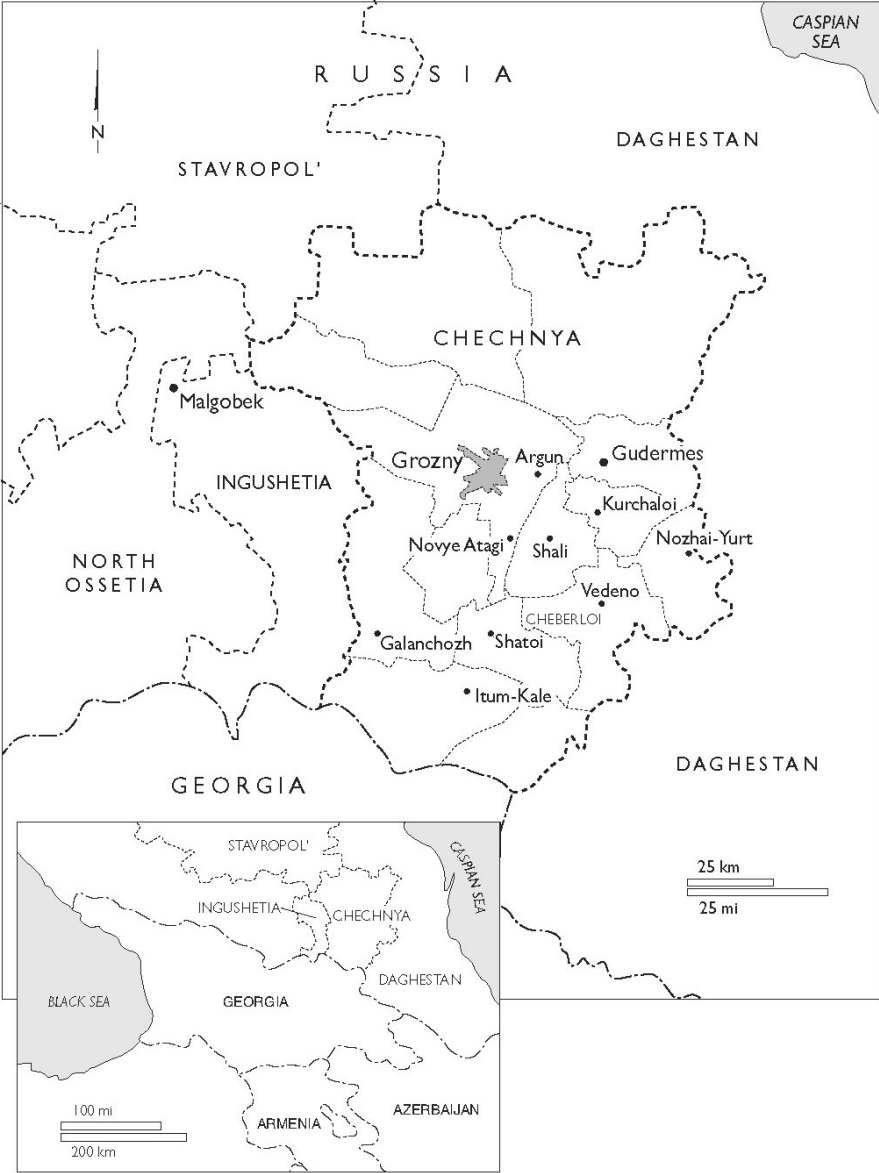 CASPIAN
SEA
RUSSIA
N
DAGHESTAN
STAVROPOL'
CHECHNYA
Malgobek
Grozny
Argun
Gudermes
INGUSHETIA
Kurchaloi
Novye Atagi
Shali
Nozhai-Yurt
NORTH
OSSETIA
Vedeno
CHEBERLOI
Galanchozh
Shatoi
Itum-Kale
GEORGIA
DAGHESTAN
25 km
25 mi
STAVROPOL'
CASPIAN SEA
INGUSHETIA
CHECHNYA
DAGHESTAN
BLACK SEA
GEORGIA
100 mi
200 km
ARMENIA
AZERBAIJAN